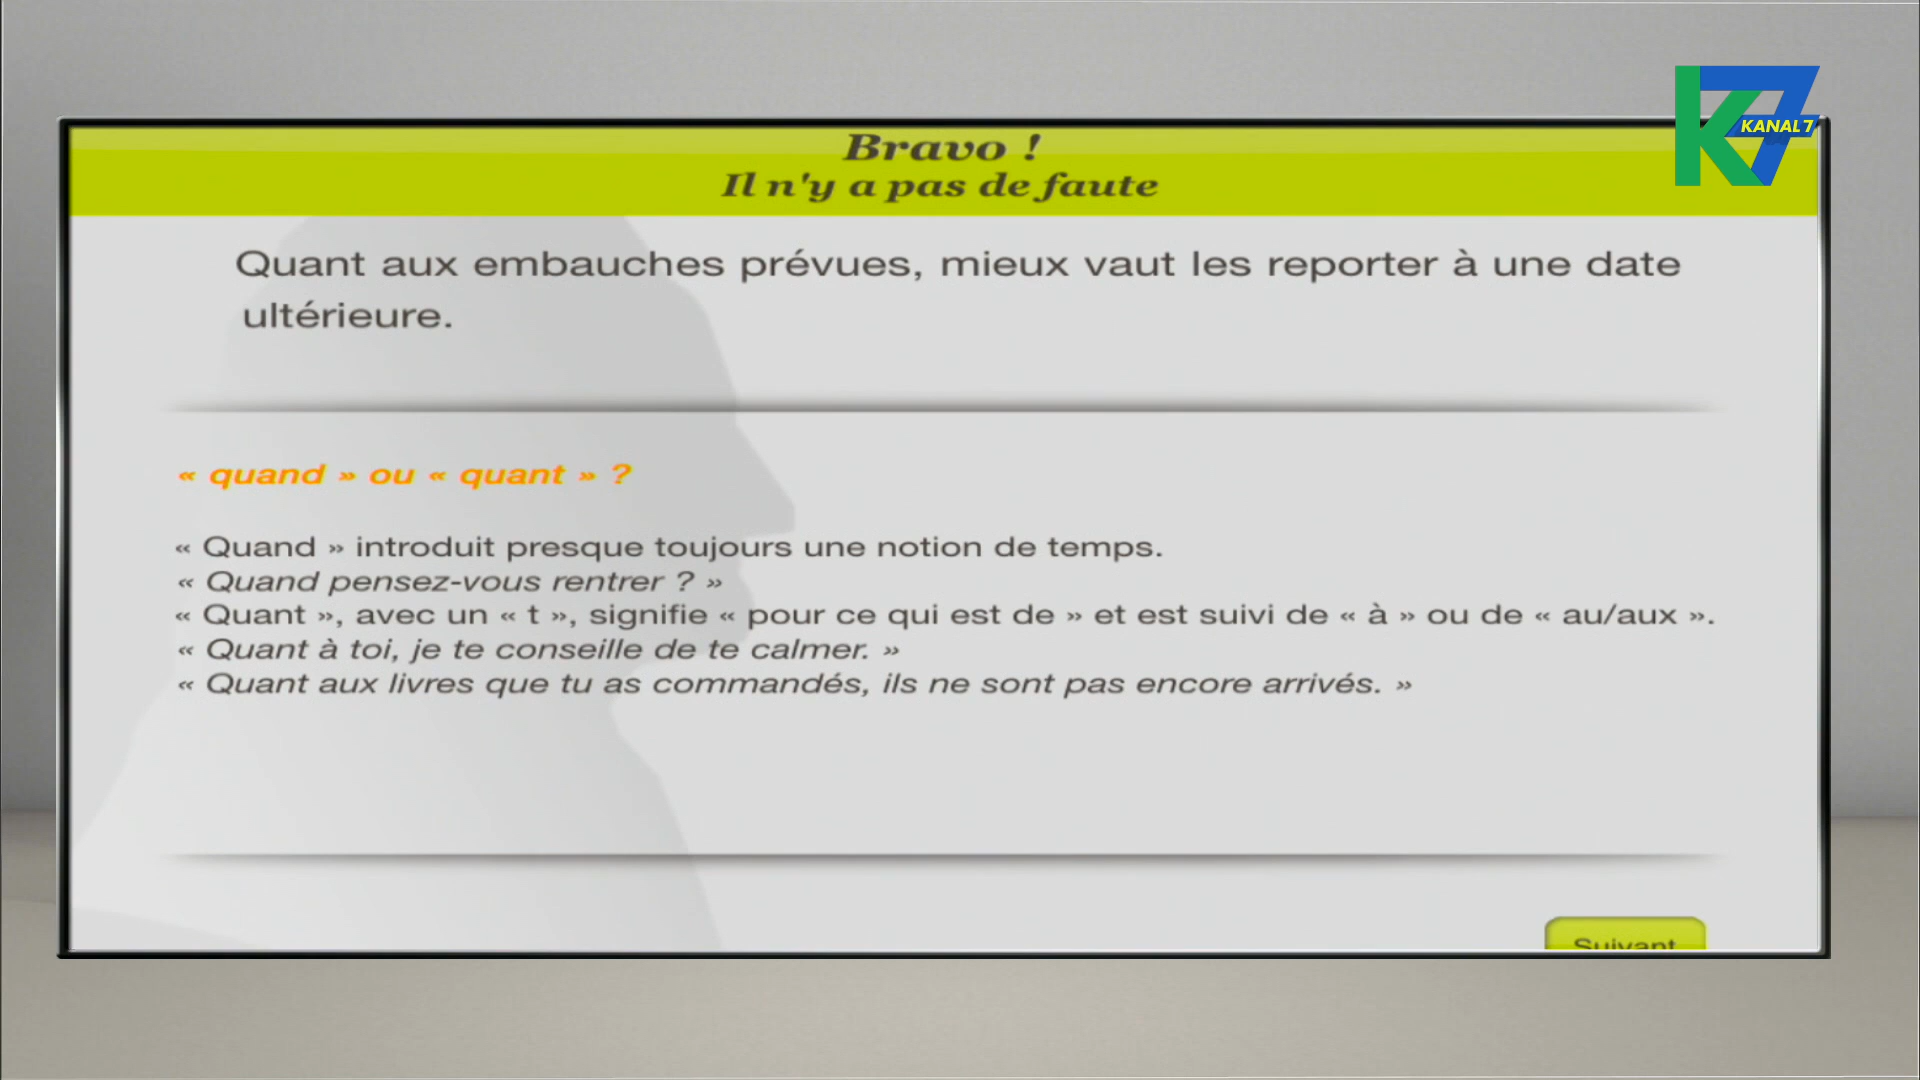 KANAL 7
Bravo !
Il n'y a pas de faute
Quant aux embauches prévues, mieux vaut les reporter à une date
ultérieure.
« quand » ou « quant » ?
« Quand » introduit presque toujours une notion de temps.
« Quand pensez-vous rentrer ? »
« Quant », avec un « t », signifie « pour ce qui est de » et est suivi de « à » ou de « au/aux ».
« Quant à toi, je te conseille de te calmer. »
« Quant aux livres que tu as commandés, ils ne sont pas encore arrivés. »
Suivant